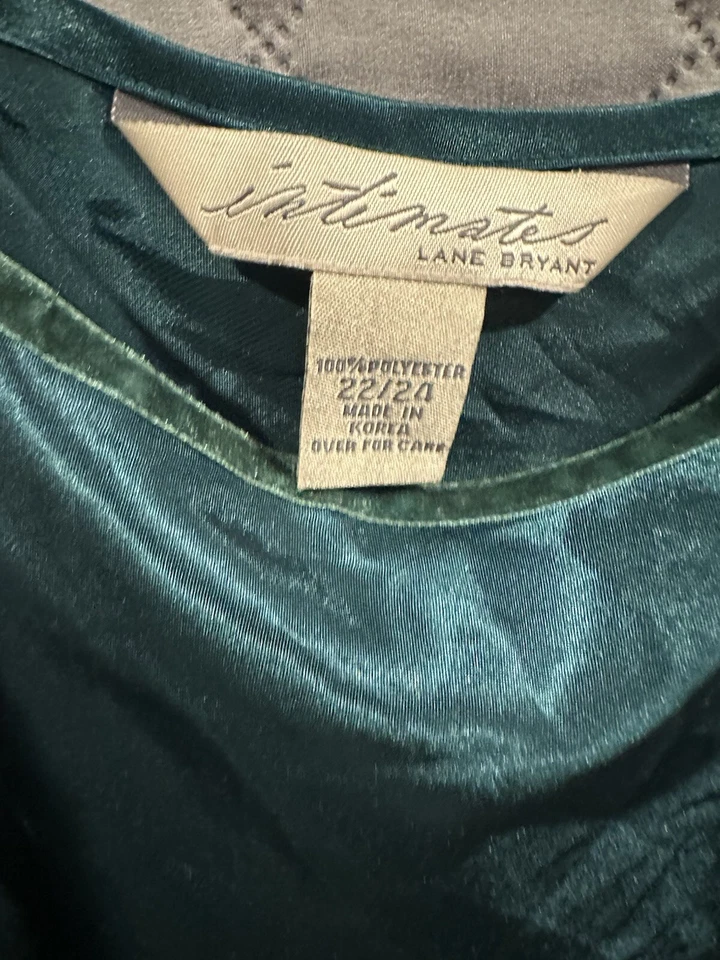 intimates
LANE BRYANT
100% POLYESTER
22/24
MADE IN
KOREA
OVER FOR CARE